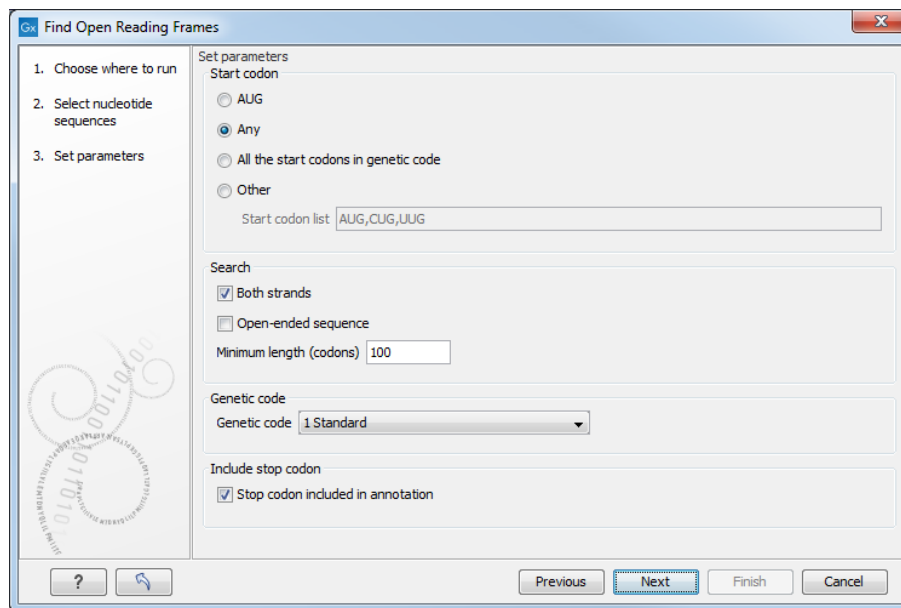 Gx Find Open Reading Frames
X
1. Choose where to run
2. Select nucleotide
sequences
3. Set parameters
Set parameters
Start codon
AUG
Any
All the start codons in genetic code
Other
Start codon list AUG,CUG,UUG
Search
Both strands
Open-ended sequence
Minimum length (codons) 100
Genetic code
Genetic code 1 Standard
Include stop codon
Stop codon included in annotation
? Previous Next Finish Cancel